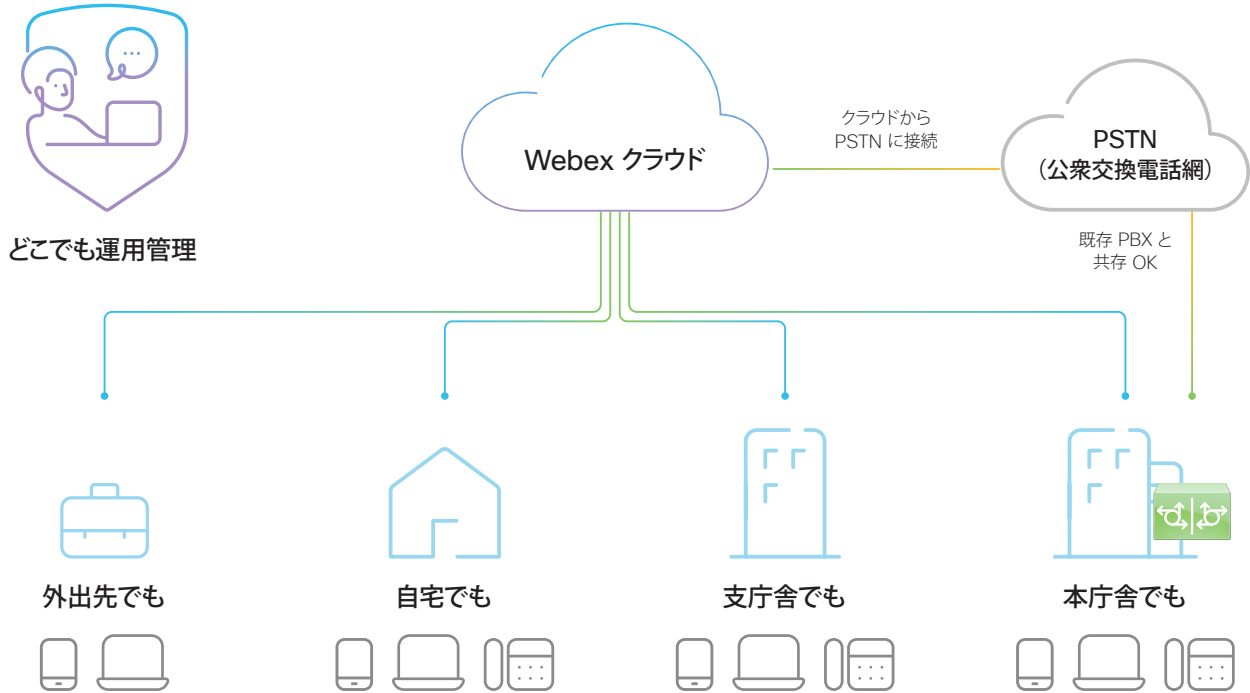 Webex クラウド
クラウドから
PSTN に接続
PSTN
（公衆交換電話網）
どこでも運用管理
既存 PBX と
共存 OK
外出先でも
自宅でも
支庁舎でも
本庁舎でも